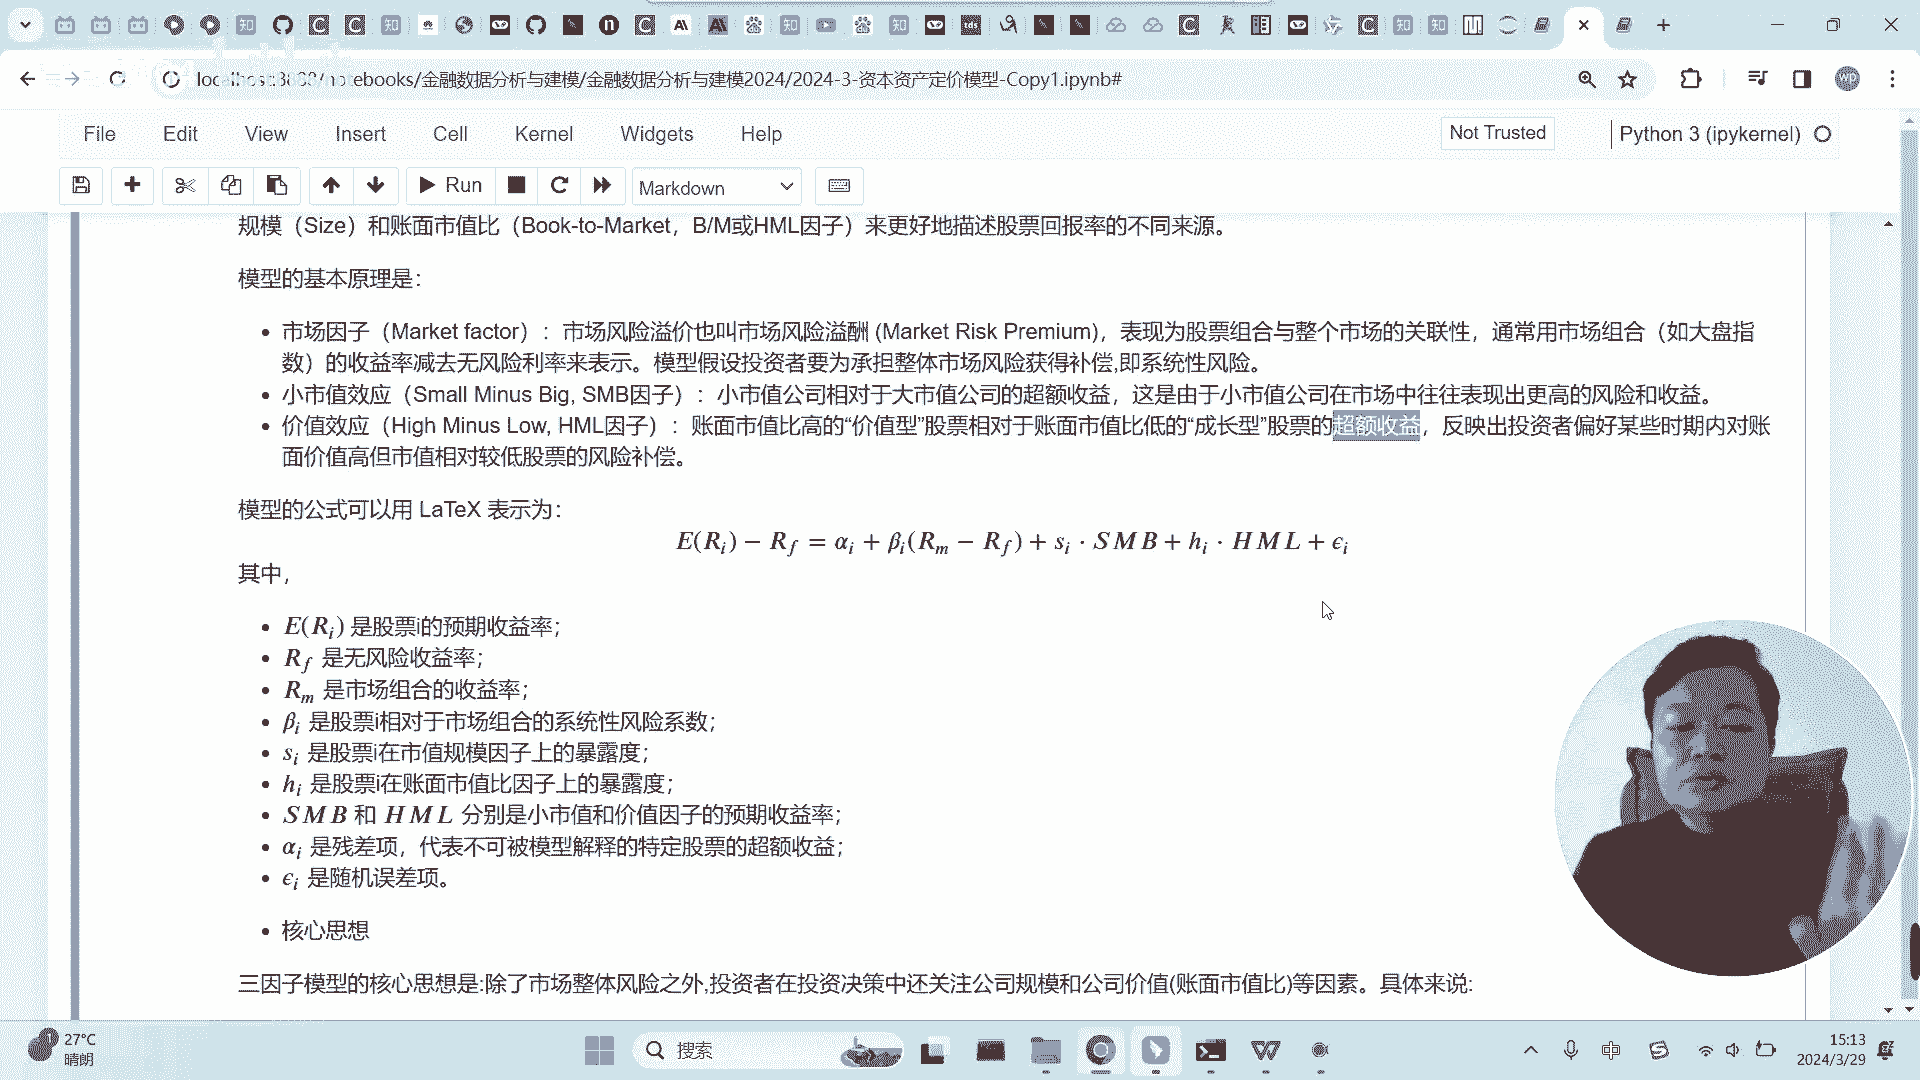 localhost:8888/notebooks/金融数据分析与建模/金融数据分析与建模2024/2024-3-资本资产定价模型-Copy1.ipynb#
wp
File Edit View Insert Cell Kernel Widgets Help
Not Trusted
Python 3 (ipykernel)
Run
Markdown
规模（Size）和账面市值比（Book-to-Market，B/M或HML因子）来更好地描述股票回报率的不同来源。
模型的基本原理是：
• 市场因子（Market factor）：市场风险溢价也叫市场风险溢酬 (Market Risk Premium)，表现为股票组合与整个市场的关联性，通常用市场组合（如大盘指
数）的收益率减去无风险利率来表示。模型假设投资者要为承担整体市场风险获得补偿,即系统性风险。
• 小市值效应（Small Minus Big, SMB因子）：小市值公司相对于大市值公司的超额收益，这是由于小市值公司在市场中往往表现出更高的风险和收益。
• 价值效应（High Minus Low, HML因子）：账面市值比高的“价值型”股票相对于账面市值比低的“成长型”股票的超额收益，反映出投资者偏好某些时期内对账
面价值高但市值相对较低股票的风险补偿。
模型的公式可以用 LaTeX 表示为：
E(R_i) − R_f = α_i + β_i(R_m − R_f) + s_i · SMB + h_i · HML + ϵ_i
其中，
• E(R_i) 是股票i的预期收益率；
• R_f 是无风险收益率；
• R_m 是市场组合的收益率；
• β_i 是股票i相对于市场组合的系统性风险系数；
• s_i 是股票i在市值规模因子上的暴露度；
• h_i 是股票i在账面市值比因子上的暴露度；
• SMB 和 HML 分别是小市值和价值因子的预期收益率；
• α_i 是残差项，代表不可被模型解释的特定股票的超额收益；
• ϵ_i 是随机误差项。
• 核心思想
三因子模型的核心思想是:除了市场整体风险之外,投资者在投资决策中还关注公司规模和公司价值(账面市值比)等因素。具体来说:
27°C
晴朗
搜索
中
15:13
2024/3/29